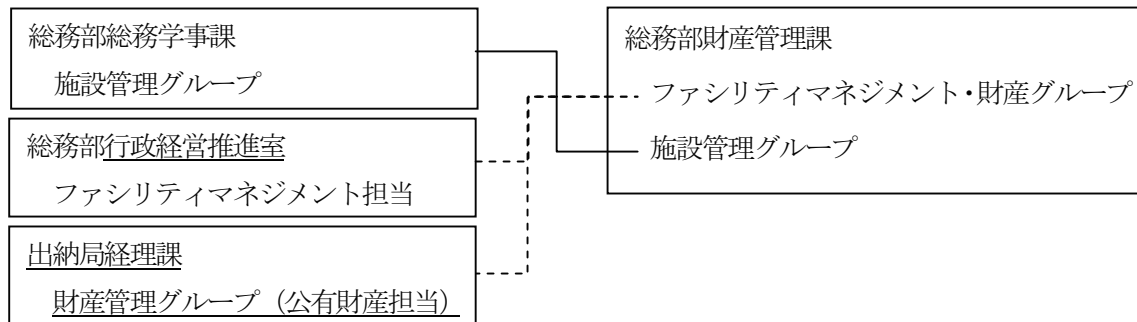 総務部総務学事課
施設管理グループ
総務部行政経営推進室
ファシリティマネジメント担当
出納局経理課
財産管理グループ（公有財産担当）
総務部財産管理課
ファシリティマネジメント・財産グループ
施設管理グループ